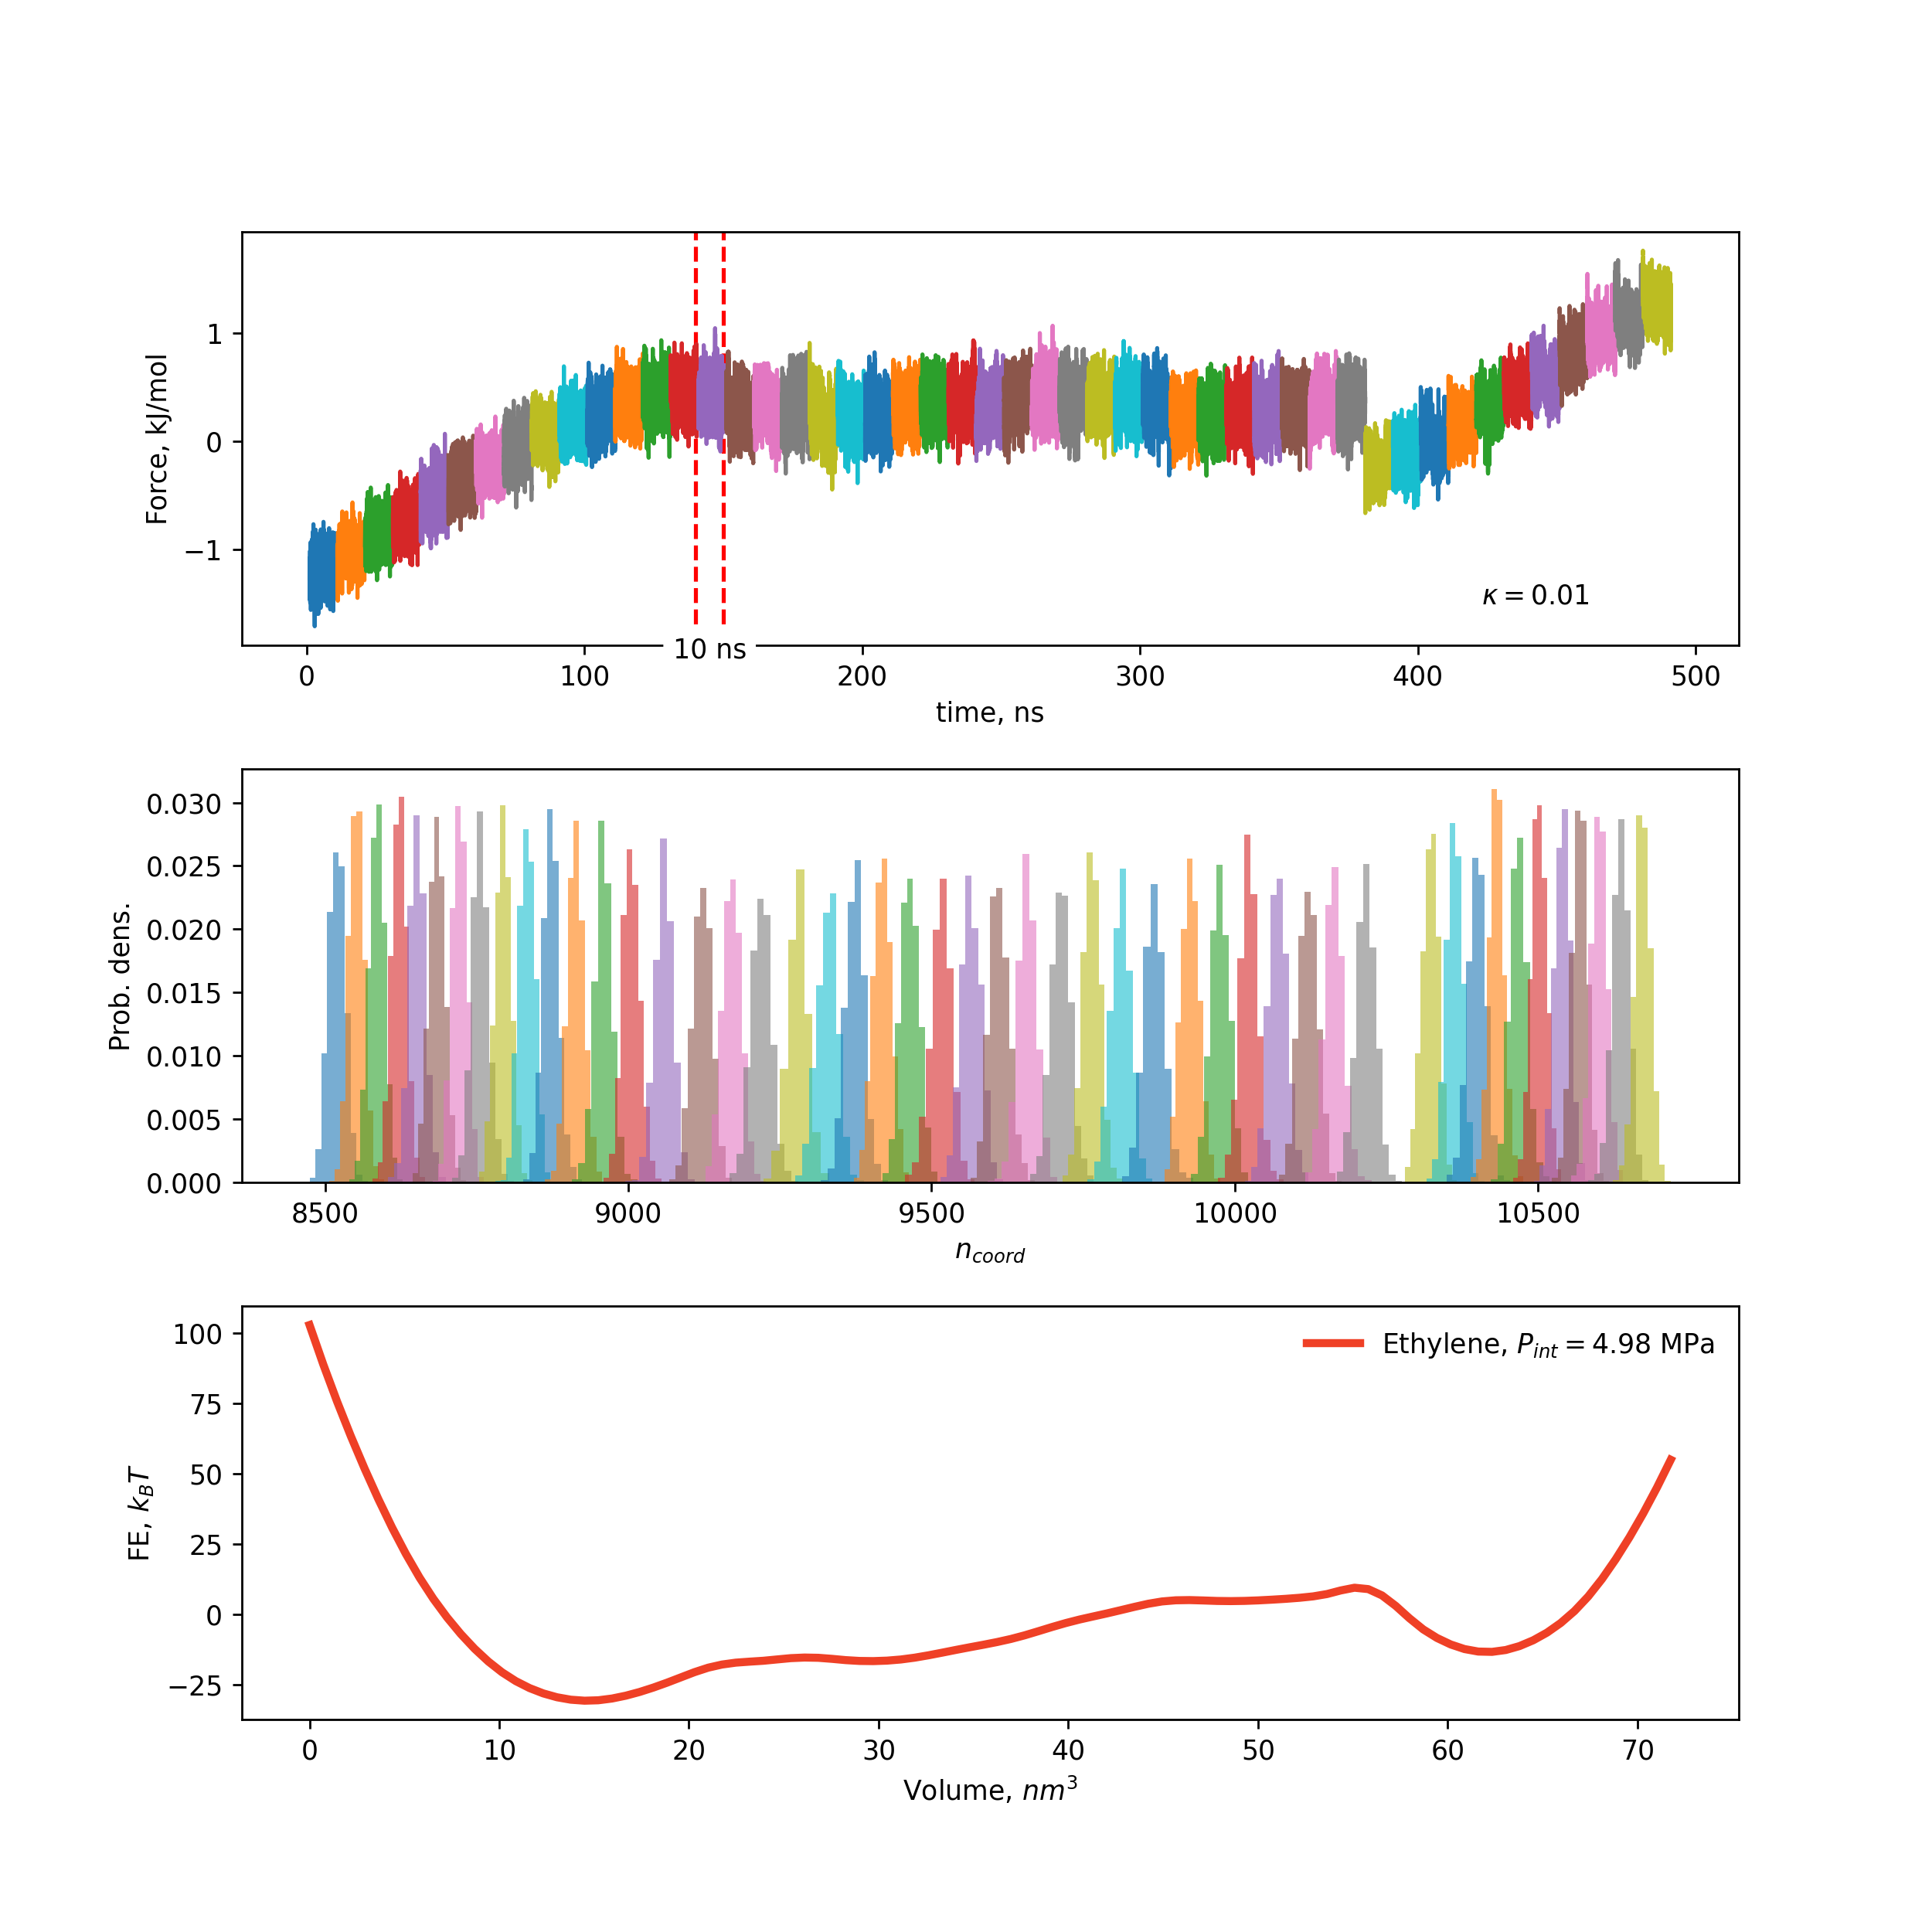 Force, kJ/mol
1
0
−1
κ = 0.01
10 ns
0 100 200 300 400 500
time, ns
Prob. dens.
0.030
0.025
0.020
0.015
0.010
0.005
0.000
8500 9000 9500 10000 10500
n_coord
FE, k_BT
100
75
50
25
0
−25
Ethylene, P_int = 4.98 MPa
0 10 20 30 40 50 60 70
Volume, nm³